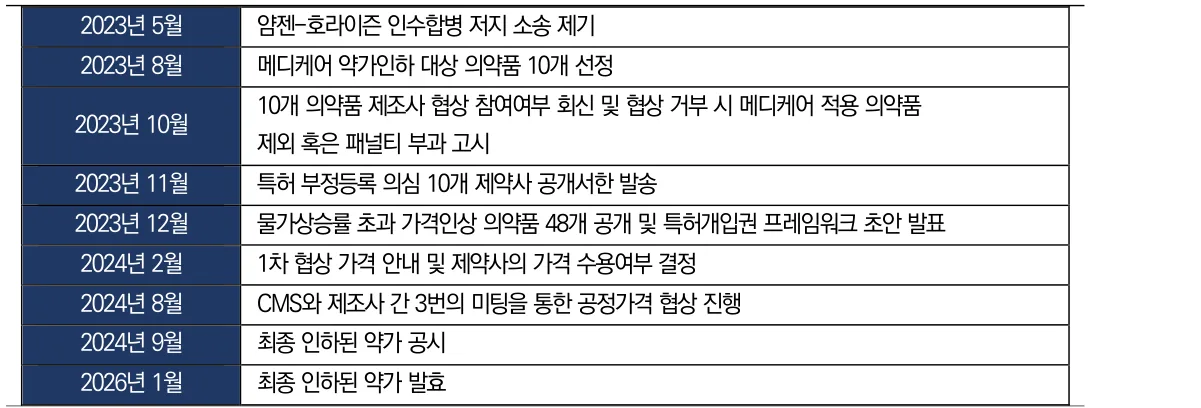 2023년 5월 암젠-호라이즌 인수합병 저지 소송 제기
2023년 8월 메디케어 약가인하 대상 의약품 10개 선정
2023년 10월 10개 의약품 제조사 협상 참여여부 회신 및 협상 거부 시 메디케어 적용 의약품
제외 혹은 패널티 부과 고시
2023년 11월 특허 부정등록 의심 10개 제약사 공개서한 발송
2023년 12월 물가상승률 초과 가격인상 의약품 48개 공개 및 특허개입권 프레임워크 초안 발표
2024년 2월 1차 협상 가격 안내 및 제약사의 가격 수용여부 결정
2024년 8월 CMS와 제조사 간 3번의 미팅을 통한 공정가격 협상 진행
2024년 9월 최종 인하된 약가 공시
2026년 1월 최종 인하된 약가 발효